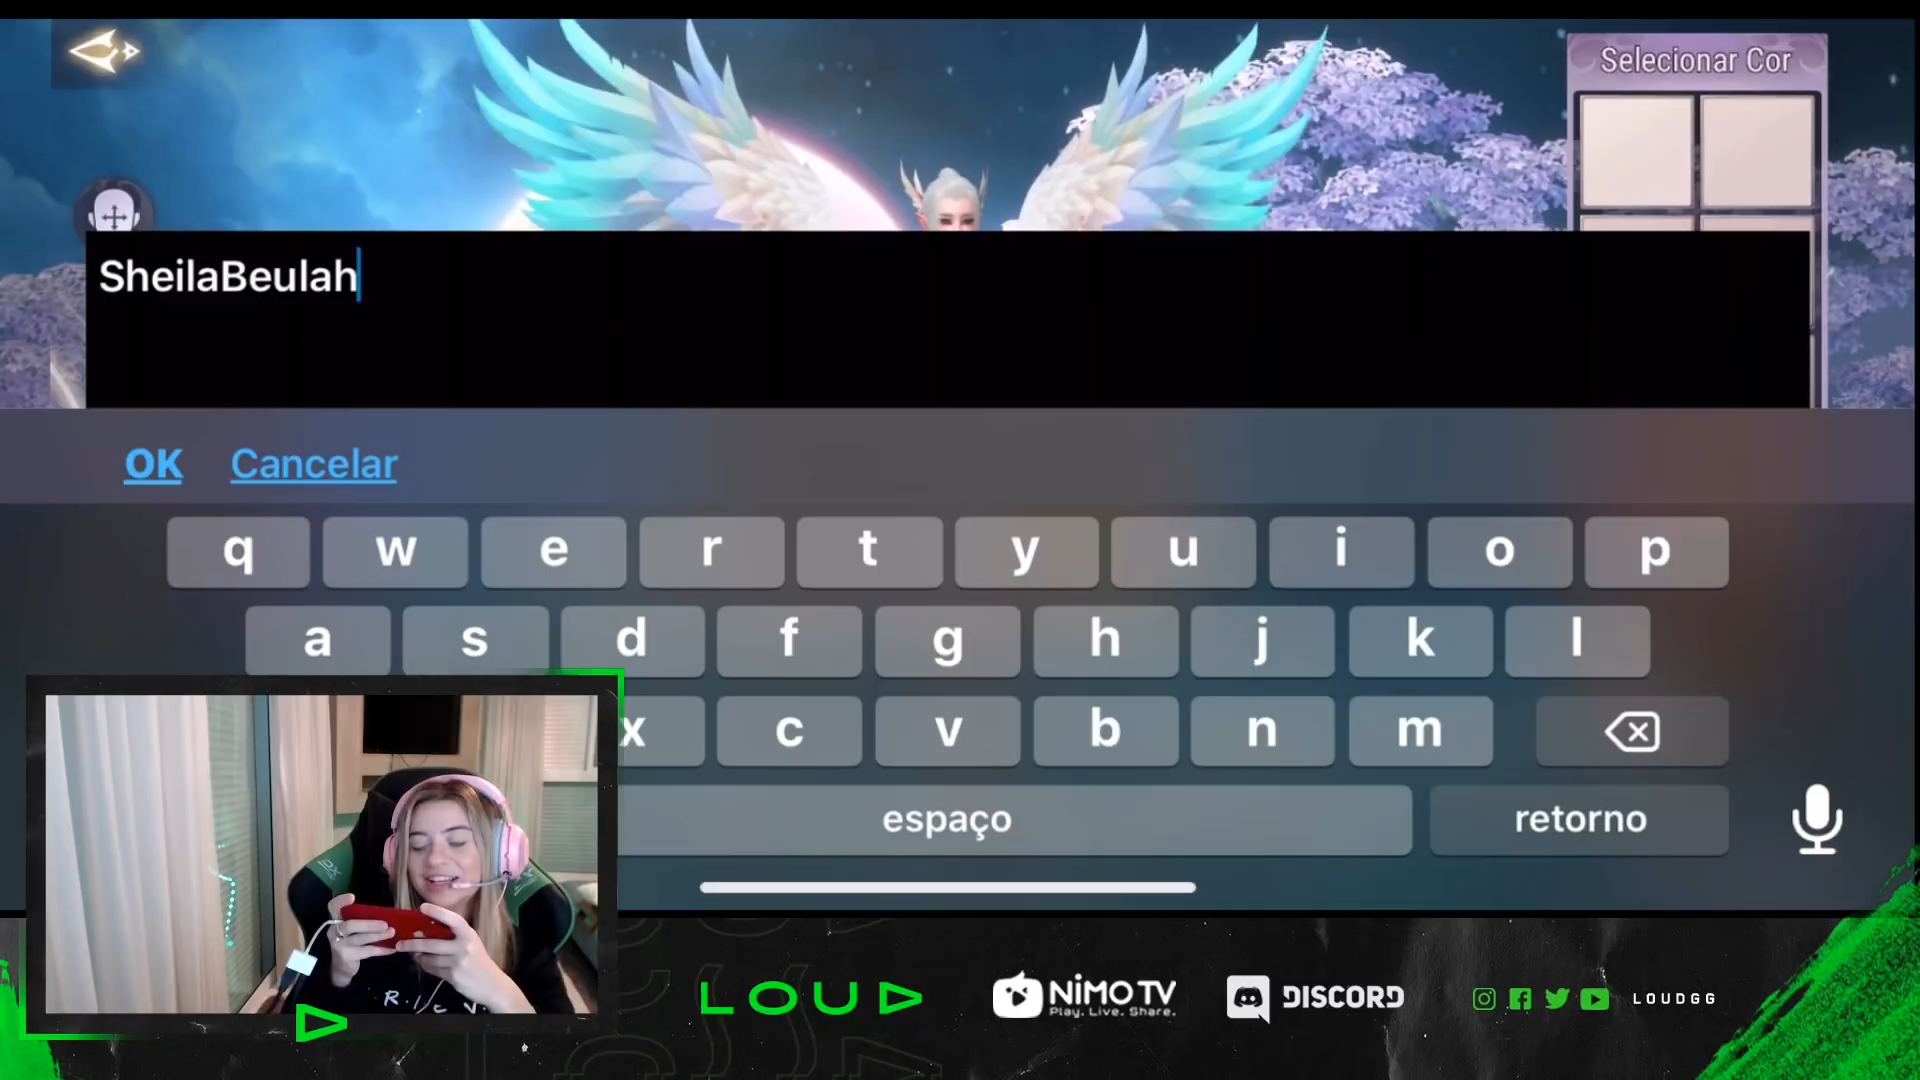 Selecionar Cor
SheilaBeulah
OK Cancelar
q w e r t y u i o p
a s d f g h j k l
x c v b n m
espaço retorno
LOUD
NiMO TV
Play. Live. Share.
DISCORD
LOUDGG